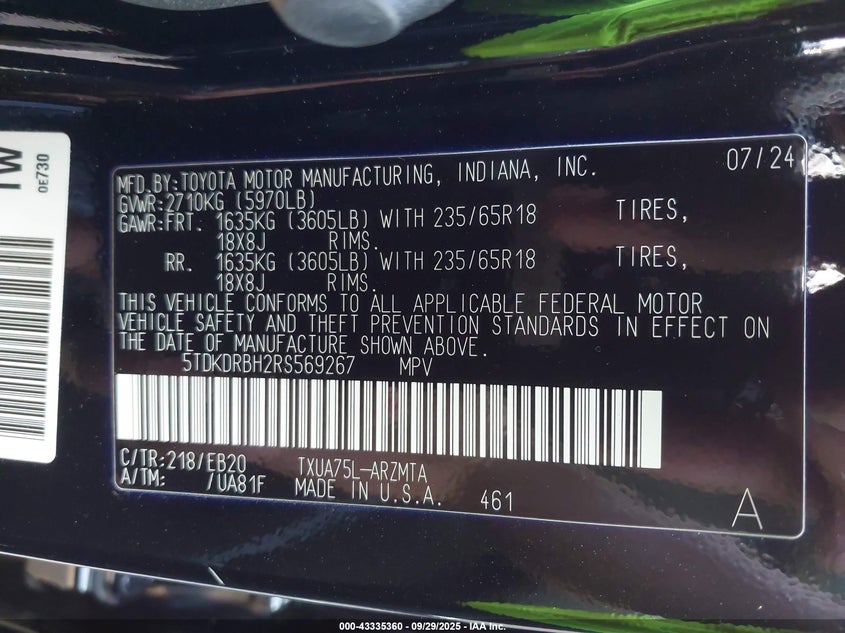 TW
0E730
MFD.BY:TOYOTA MOTOR MANUFACTURING, INDIANA, INC. 07/24
GVWR:2710KG (5970LB)
GAWR:FRT. 1635KG (3605LB) WITH 235/65R18 TIRES,
18X8J RIMS.
RR. 1635KG (3605LB) WITH 235/65R18 TIRES,
18X8J RIMS.
THIS VEHICLE CONFORMS TO ALL APPLICABLE FEDERAL MOTOR
VEHICLE SAFETY AND THEFT PREVENTION STANDARDS IN EFFECT ON
THE DATE OF MANUFACTURE SHOWN ABOVE.
5TDKDRBH2RS569267 MPV
C/TR:218/EB20 TXUA75L-ARZMTA
A/TM: /UA81F MADE IN U.S.A. 461 A
000-43335360 - 09/29/2025 - IAA Inc.